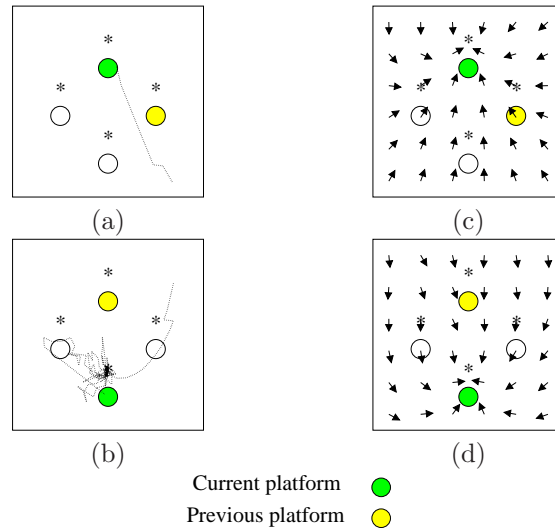 (a)
(c)
(b)
(d)
Current platform
Previous platform